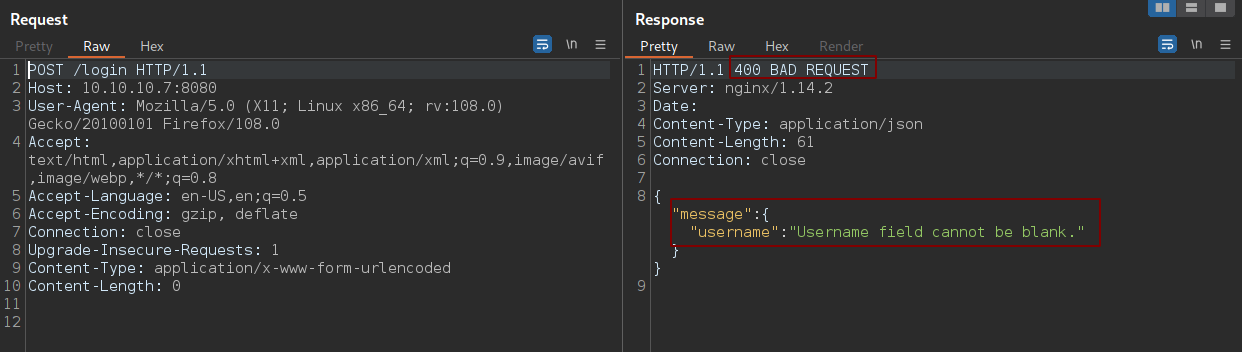 Request
Pretty Raw Hex
\n
1 POST /login HTTP/1.1
2 Host: 10.10.10.7:8080
3 User-Agent: Mozilla/5.0 (X11; Linux x86_64; rv:108.0)
Gecko/20100101 Firefox/108.0
4 Accept:
text/html,application/xhtml+xml,application/xml;q=0.9,image/avif
,image/webp,*/*;q=0.8
5 Accept-Language: en-US,en;q=0.5
6 Accept-Encoding: gzip, deflate
7 Connection: close
8 Upgrade-Insecure-Requests: 1
9 Content-Type: application/x-www-form-urlencoded
10 Content-Length: 0
11
12
Response
Pretty Raw Hex Render
\n
1 HTTP/1.1 400 BAD REQUEST
2 Server: nginx/1.14.2
3 Date:
4 Content-Type: application/json
5 Content-Length: 61
6 Connection: close
7
8 {
"message":{
"username":"Username field cannot be blank."
}
}
9